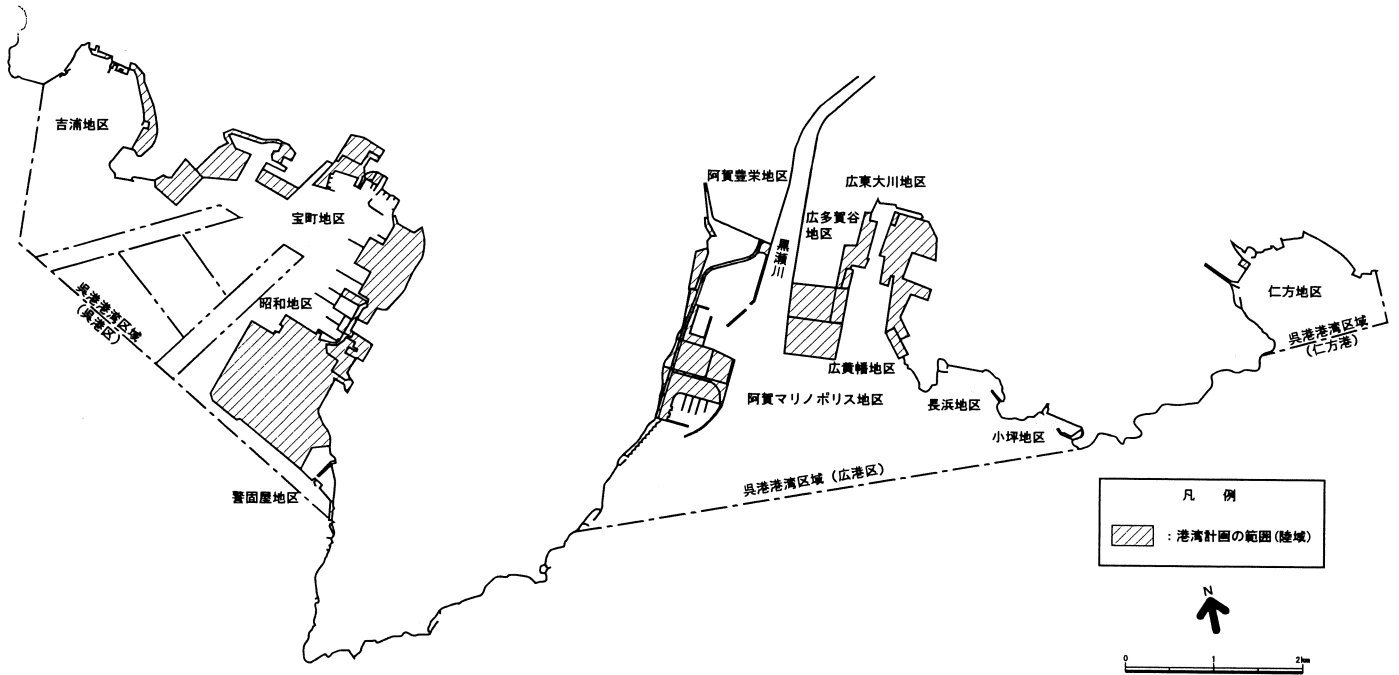 吉浦地区
宝町地区
昭和地区
呉港港湾区域
(呉港区)
警固屋地区
阿賀豊栄地区
広東大川地区
広多賀谷
地区
黒瀬川
広黄幡地区
阿賀マリノポリス地区
長浜地区
小坪地区
呉港港湾区域(広港区)
仁方地区
呉港港湾区域
(仁方港)
凡 例
:港湾計画の範囲(陸域)
N
0 1 2km